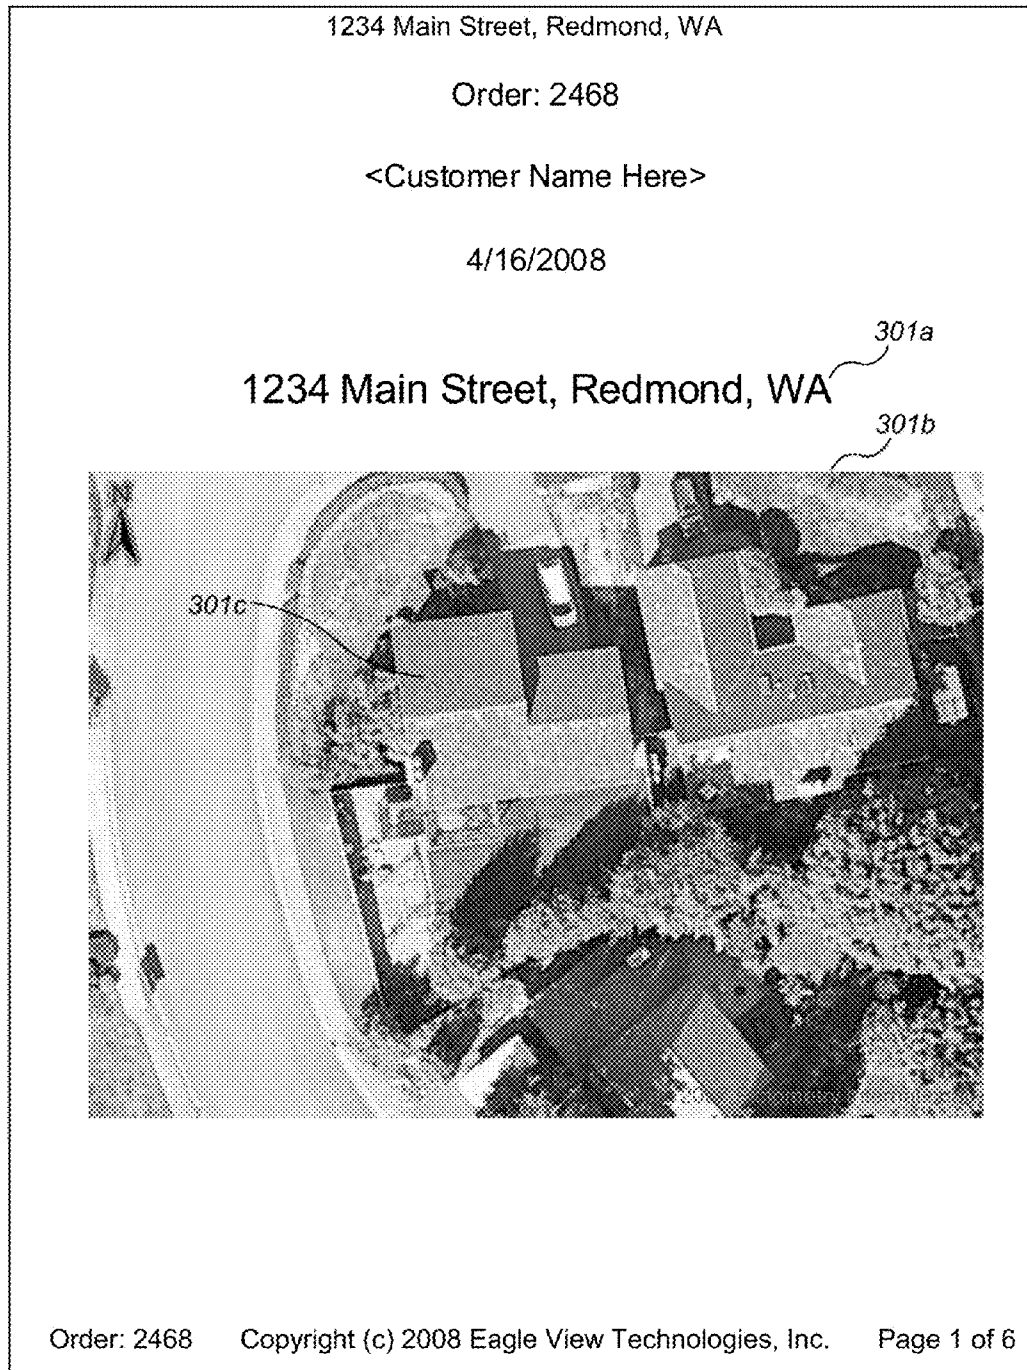 1234 Main Street, Redmond, WA
Order: 2468
<Customer Name Here>
4/16/2008
301a
1234 Main Street, Redmond, WA
301b
N
301c
Order: 2468 Copyright (c) 2008 Eagle View Technologies, Inc. Page 1 of 6